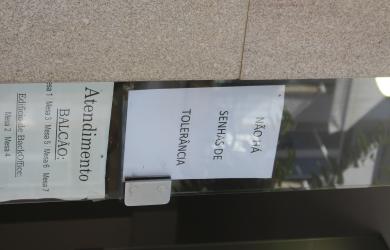 Atendimento
BALCÃO:
Mesa 1 Mesa 3 Mesa 5 Mesa 6 Mesa 7
Edifício de BackOffice:
Mesa 2 Mesa 4
NÃO HÁ
SENHAS DE
TOLERÂNCIA